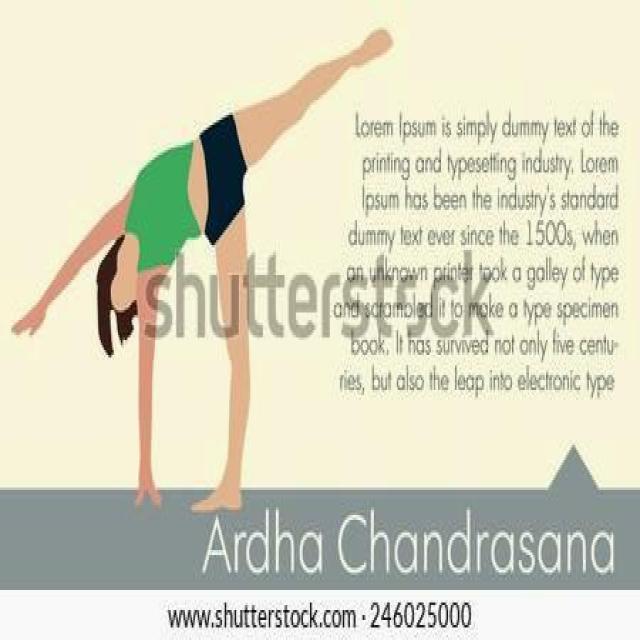 Lorem Ipsum is simply dummy text of the
printing and typesetting industry. Lorem
Ipsum has been the industry's standard
dummy text ever since the 1500s, when
an unknown printer took a galley of type
and scrambled it to make a type specimen
book. It has survived not only five centu-
ries, but also the leap into electronic type
shutterstock
Ardha Chandrasana
www.shutterstock.com · 246025000